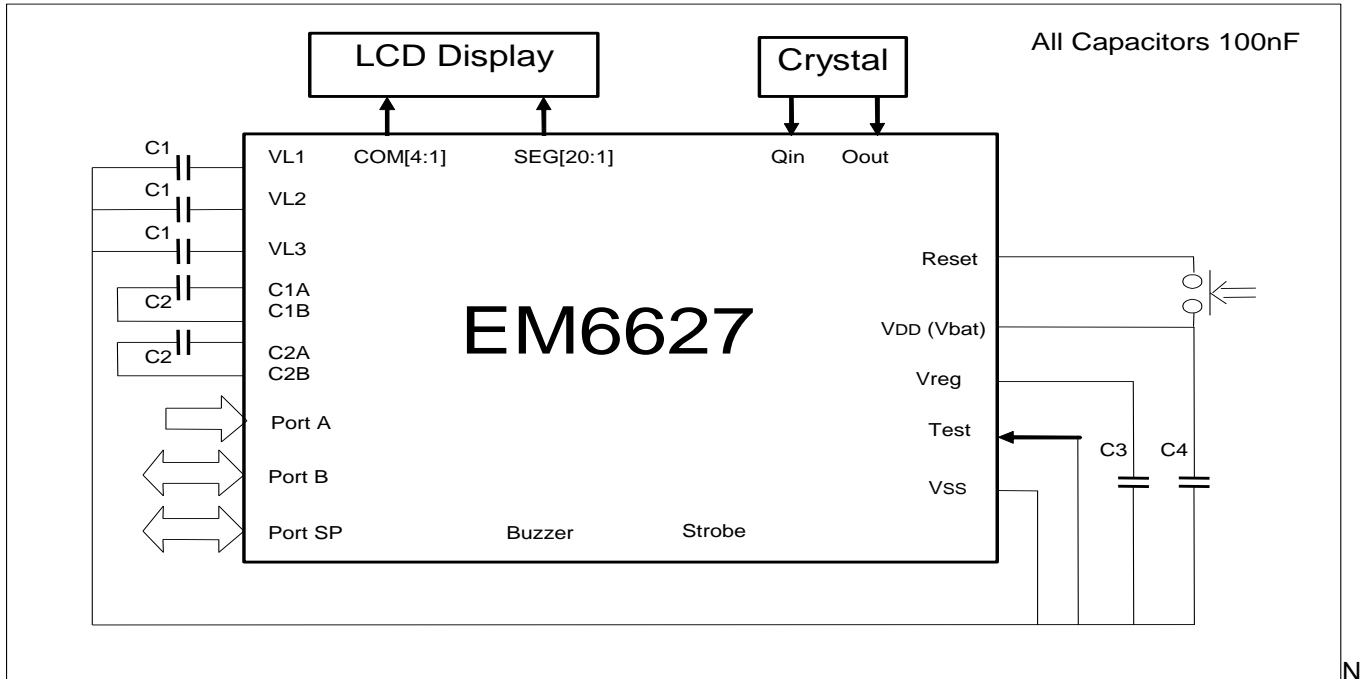 LCD Display
Crystal
All Capacitors 100nF
C1
VL1
COM[4:1]
SEG[20:1]
Qin
Oout
C1
VL2
C1
VL3
Reset
C2
C1A
C1B
EM6627
VDD (Vbat)
C2
C2A
C2B
Vreg
Port A
Test
C3
C4
Port B
VSS
Port SP
Buzzer
Strobe
N